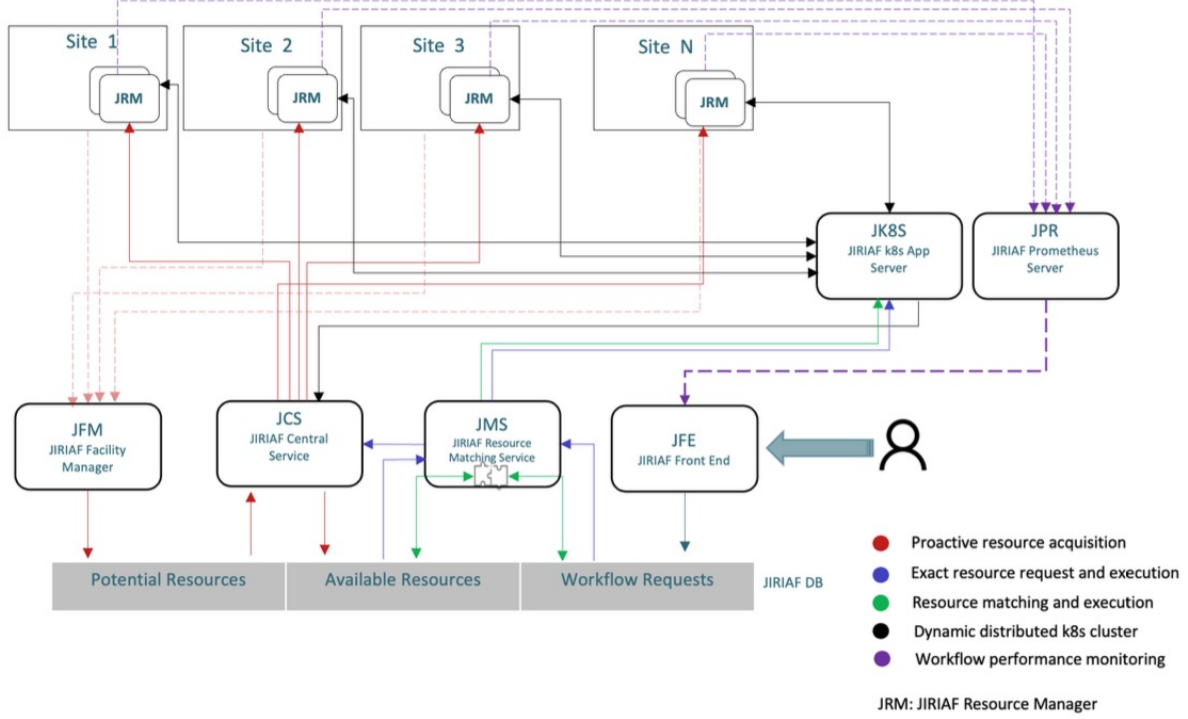 Site 1
Site 2
Site 3
Site N
JRM
JRM
JRM
JRM
JK8S
JIRIAF k8s App
Server
JPR
JIRIAF Prometheus
Server
JFM
JIRIAF Facility
Manager
JCS
JIRIAF Central
Service
JMS
JIRIAF Resource
Matching Service
JFE
JIRIAF Front End
Potential Resources
Available Resources
Workflow Requests
JIRIAF DB
Proactive resource acquisition
Exact resource request and execution
Resource matching and execution
Dynamic distributed k8s cluster
Workflow performance monitoring
JRM: JIRIAF Resource Manager